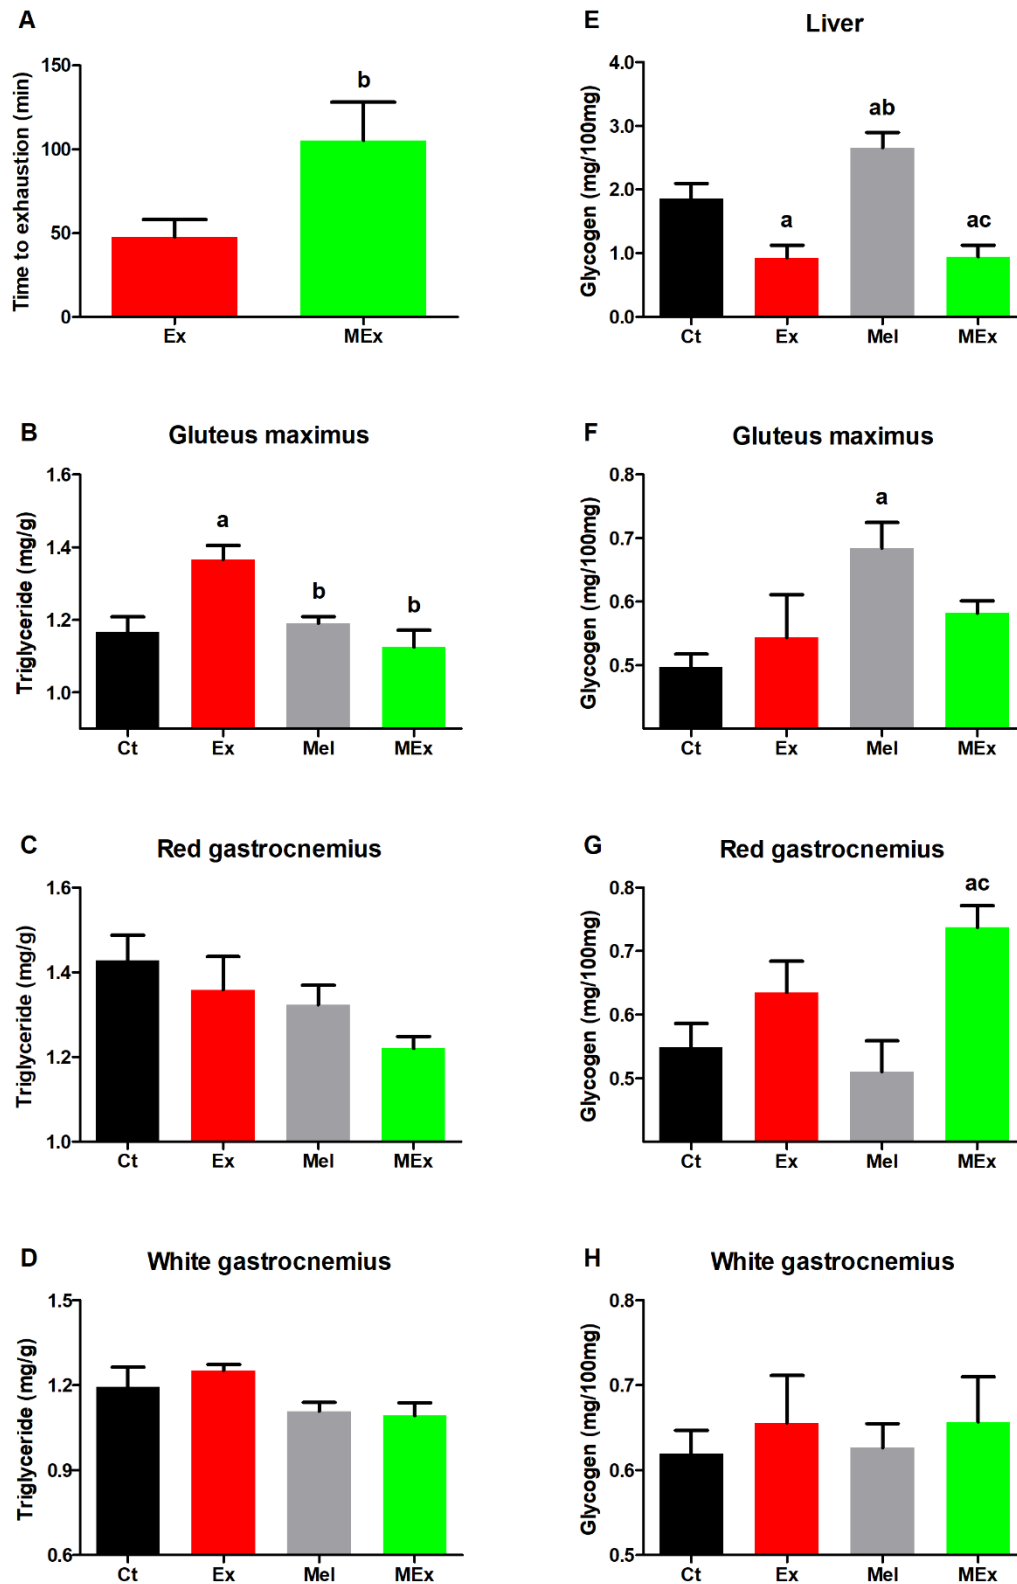 A
Time to exhaustion (min)
150
100
50
0
b
Ex MEx
E
Liver
Glycogen (mg/100mg)
4.0
3.0
2.0
1.0
0.0
a
ab
ac
Ct Ex Mel MEx
B
Gluteus maximus
Triglyceride (mg/g)
1.6
1.4
1.2
1.0
a
b
b
Ct Ex Mel MEx
F
Gluteus maximus
Glycogen (mg/100mg)
0.8
0.7
0.6
0.5
a
Ct Ex Mel MEx
C
Red gastrocnemius
Triglyceride (mg/g)
1.6
1.4
1.2
1.0
Ct Ex Mel MEx
G
Red gastrocnemius
Glycogen (mg/100mg)
0.8
0.7
0.6
0.5
ac
Ct Ex Mel MEx
D
White gastrocnemius
Triglyceride (mg/g)
1.5
1.2
0.9
0.6
Ct Ex Mel MEx
H
White gastrocnemius
Glycogen (mg/100mg)
0.8
0.7
0.6
0.5
Ct Ex Mel MEx